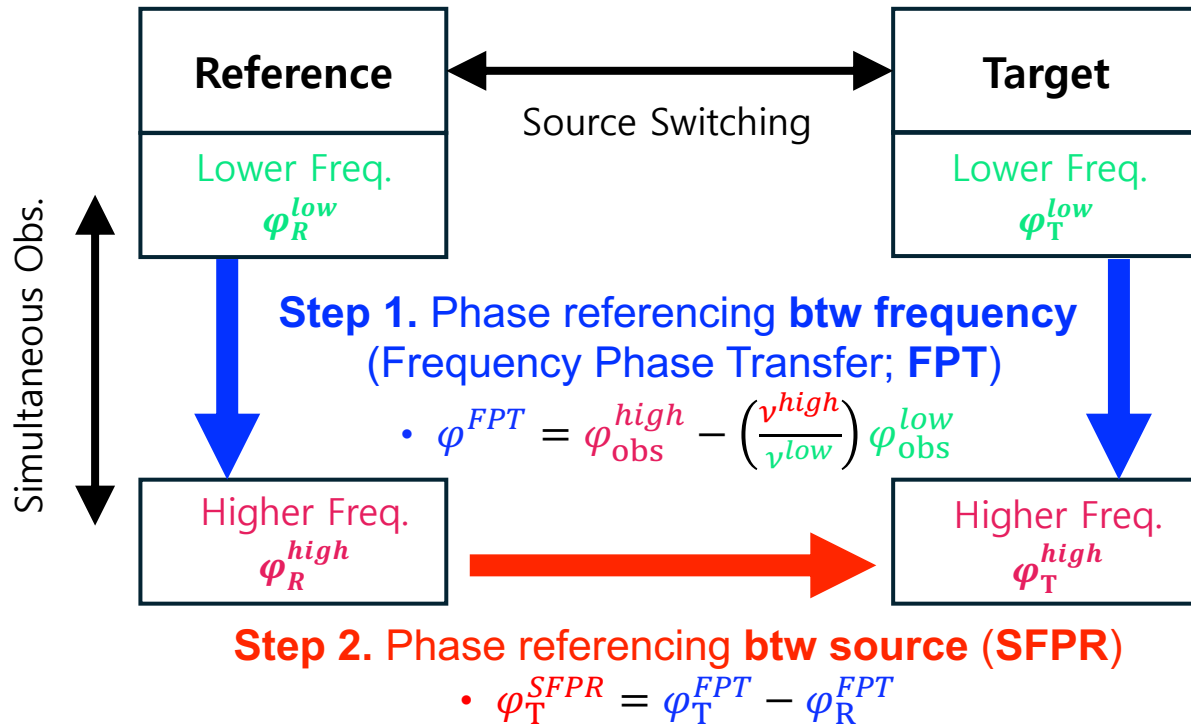 Reference
Target
Source Switching
Lower Freq.
φ_R^low
Lower Freq.
φ_T^low
Simultaneous Obs.
Step 1. Phase referencing btw frequency
(Frequency Phase Transfer; FPT)
• φ^FPT = φ_obs^high − (ν^high / ν^low) φ_obs^low
Higher Freq.
φ_R^high
Higher Freq.
φ_T^high
Step 2. Phase referencing btw source (SFPR)
• φ_T^SFPR = φ_T^FPT − φ_R^FPT